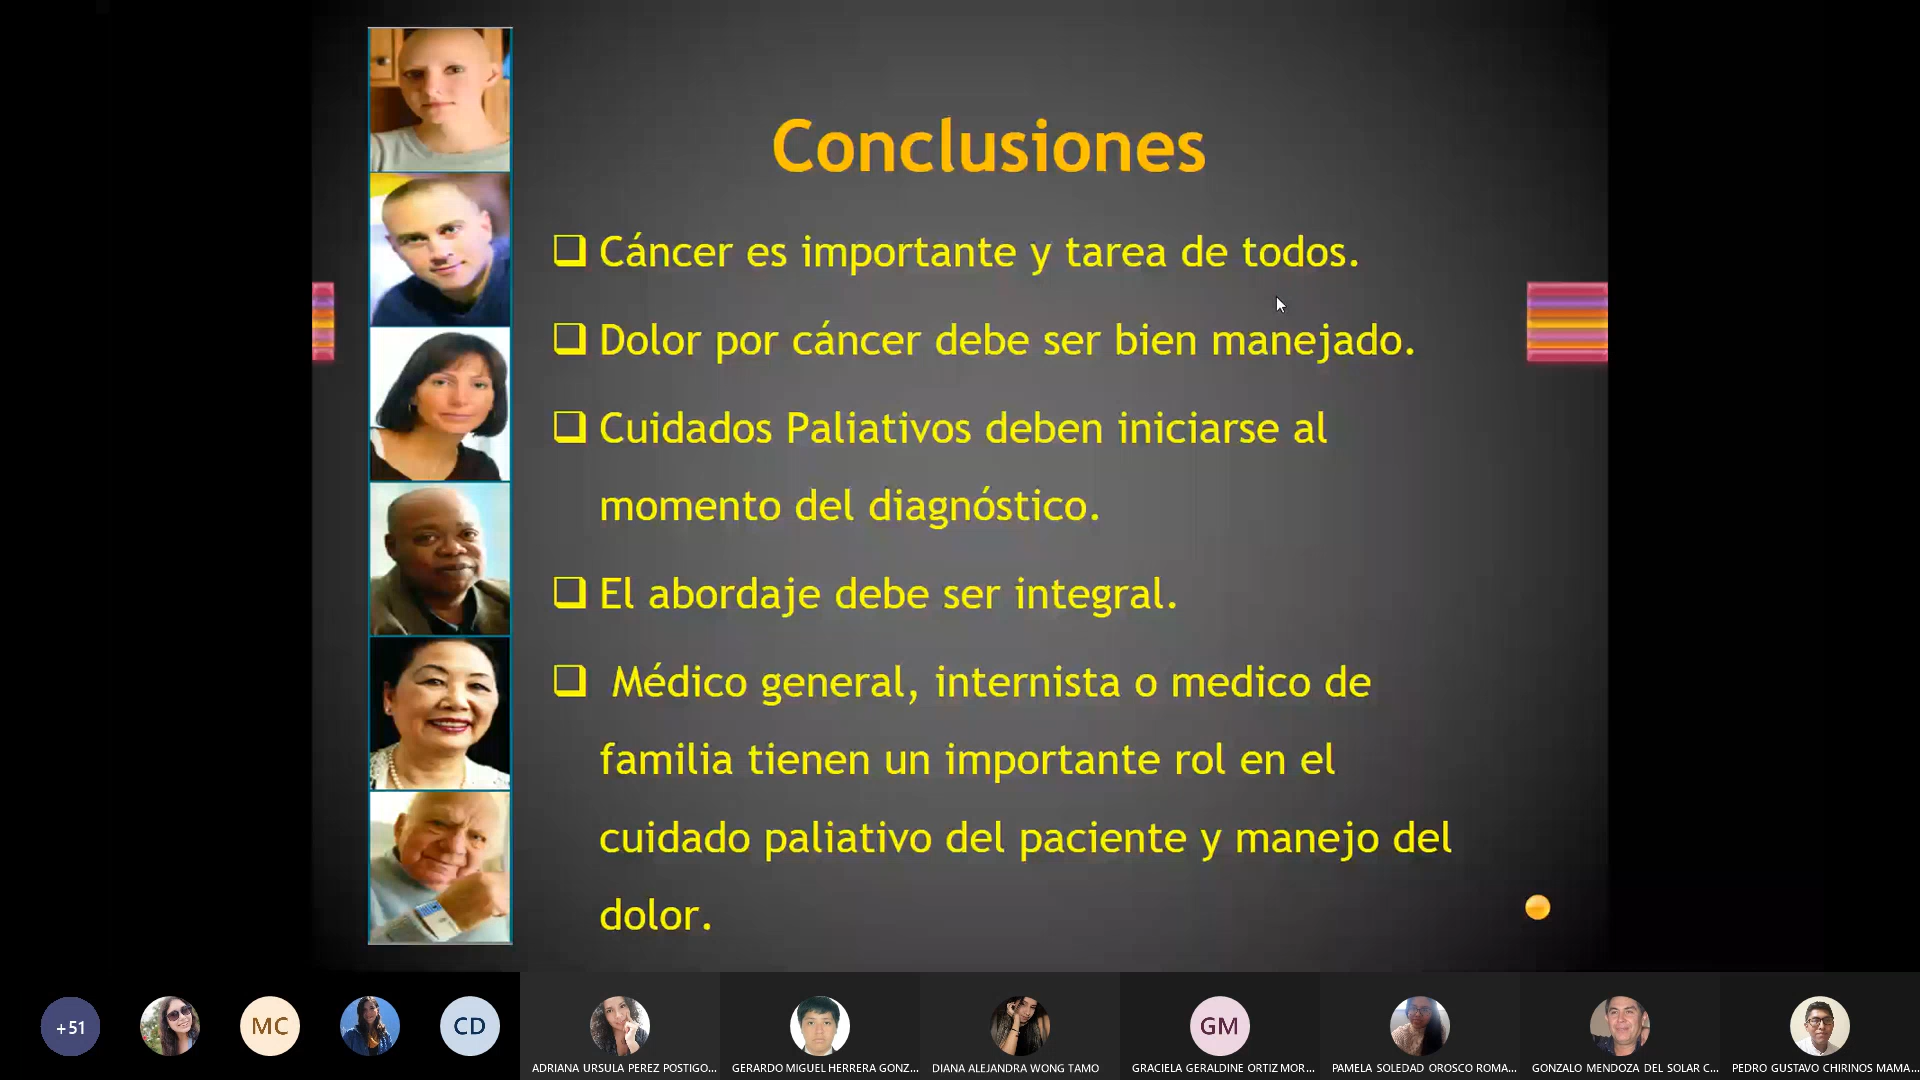 Conclusiones
❑ Cáncer es importante y tarea de todos.
❑ Dolor por cáncer debe ser bien manejado.
❑ Cuidados Paliativos deben iniciarse al
momento del diagnóstico.
❑ El abordaje debe ser integral.
❑ Médico general, internista o medico de
familia tienen un importante rol en el
cuidado paliativo del paciente y manejo del
dolor.
+51
MC
CD
GM
ADRIANA URSULA PEREZ POSTIGO...
GERARDO MIGUEL HERRERA GONZ...
DIANA ALEJANDRA WONG TAMO
GRACIELA GERALDINE ORTIZ MOR...
PAMELA SOLEDAD OROSCO ROMA...
GONZALO MENDOZA DEL SOLAR C...
PEDRO GUSTAVO CHIRINOS MAMA...